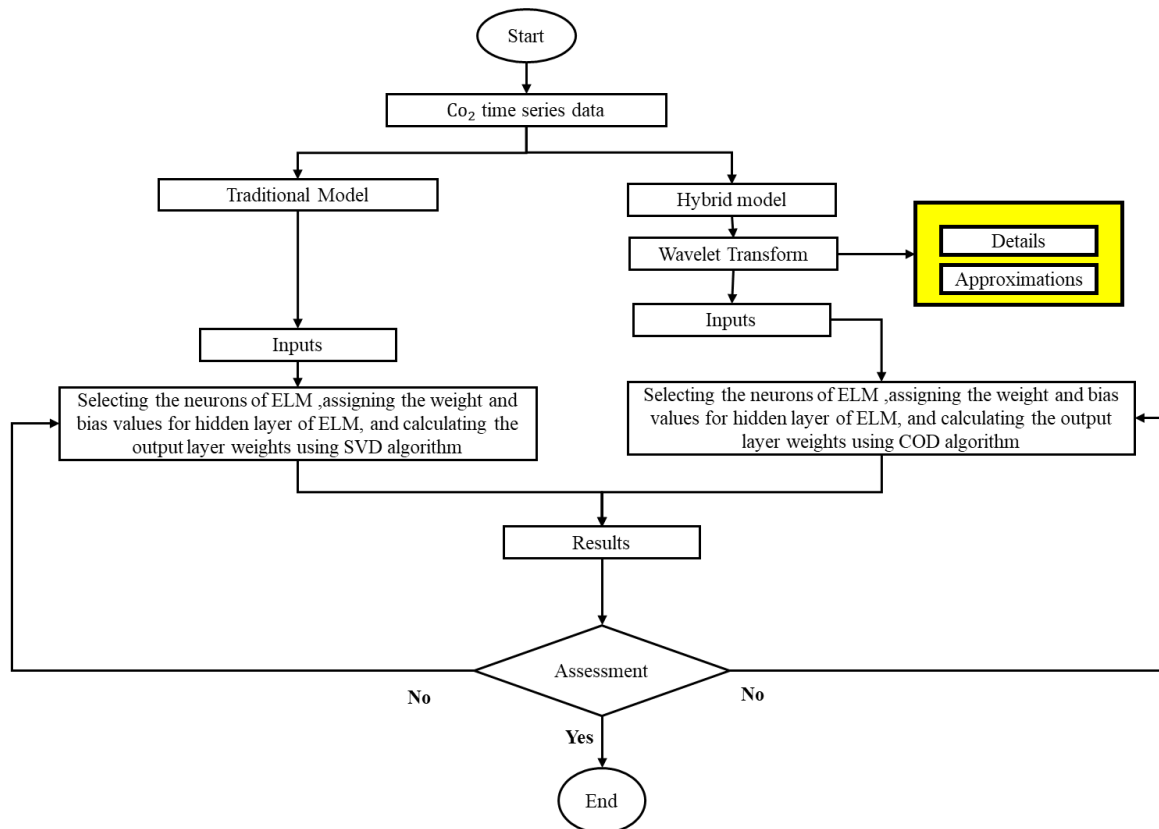 Start
Co₂ time series data
Traditional Model
Hybrid model
Wavelet Transform
Details
Approximations
Inputs
Inputs
Selecting the neurons of ELM ,assigning the weight and
bias values for hidden layer of ELM, and calculating the
output layer weights using SVD algorithm
Selecting the neurons of ELM ,assigning the weight and bias
values for hidden layer of ELM, and calculating the output
layer weights using COD algorithm
Results
Assessment
No
No
Yes
End